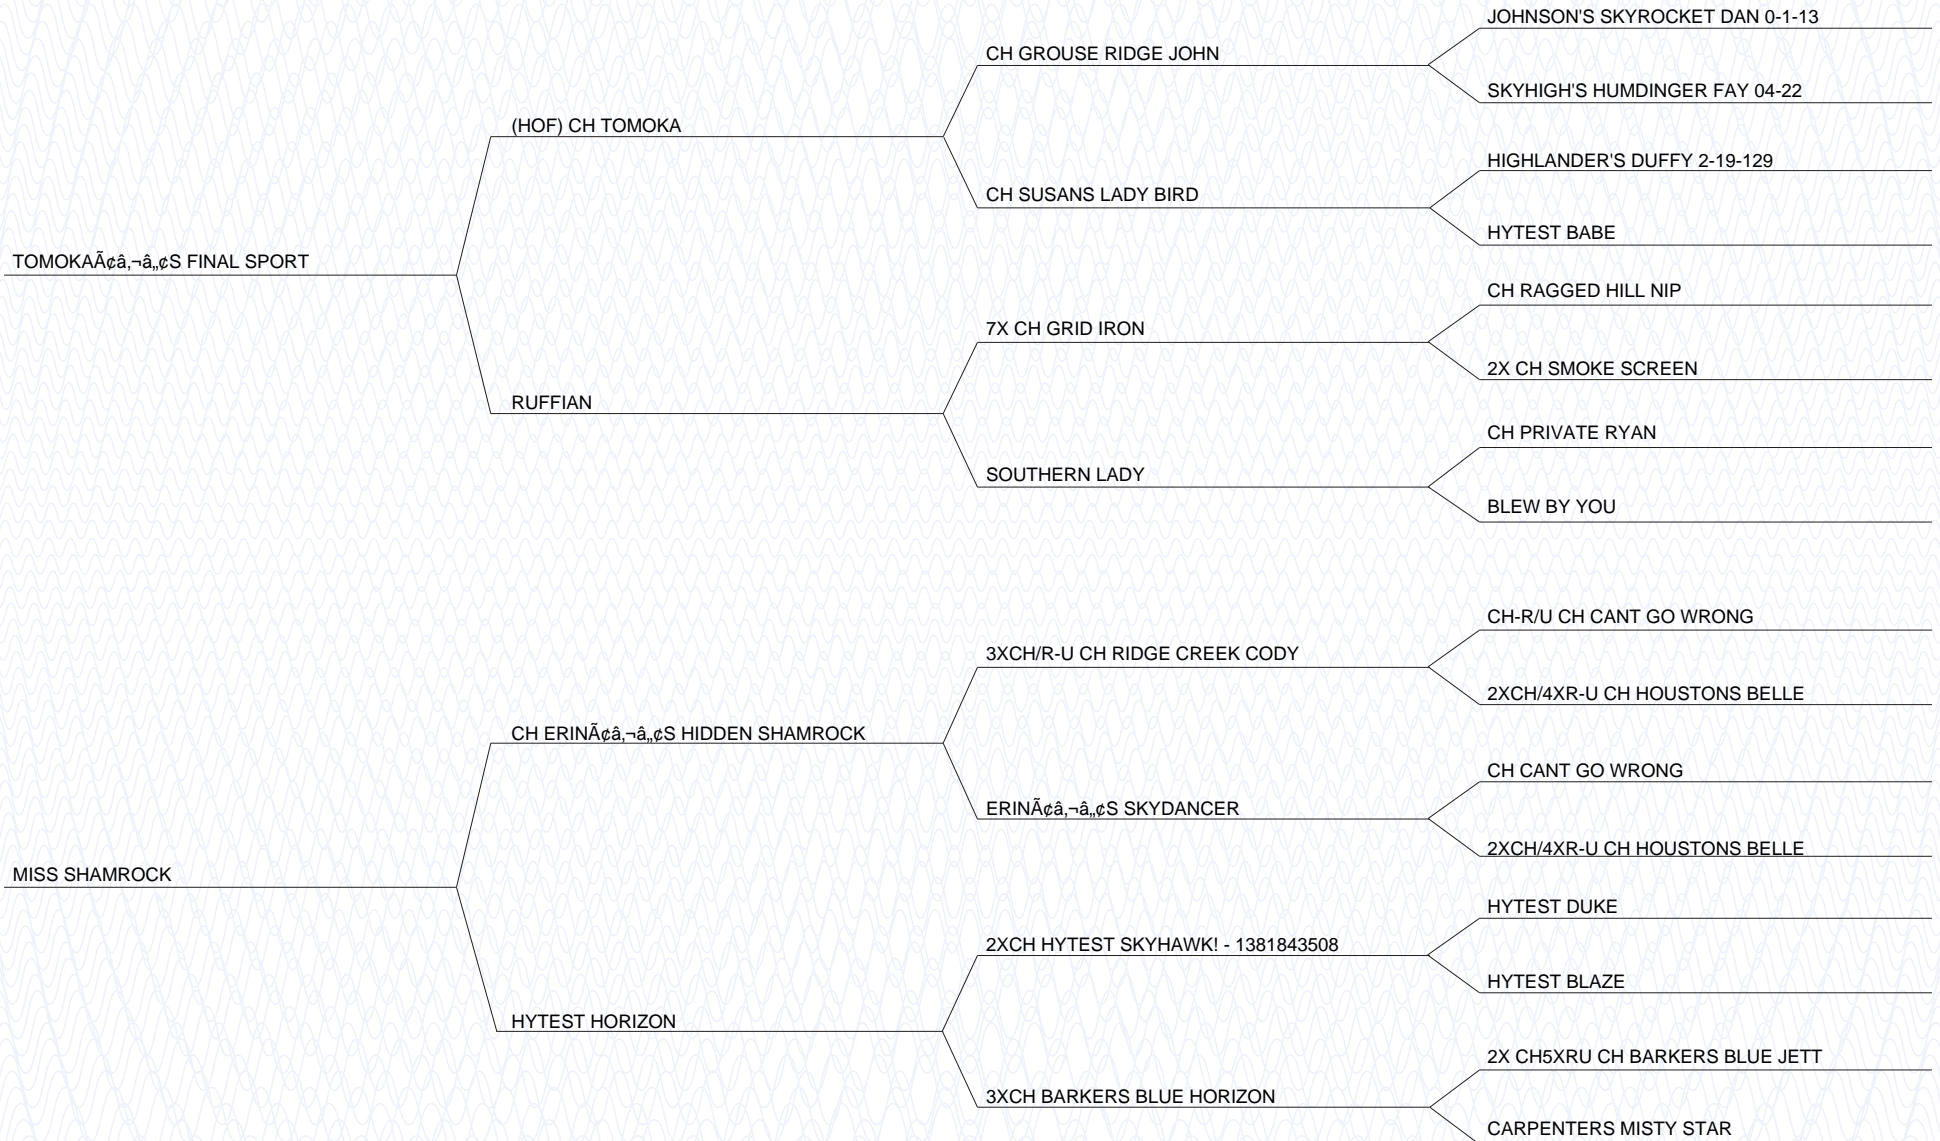 JOHNSON'S SKYROCKET DAN 0-1-13
CH GROUSE RIDGE JOHN
SKYHIGH'S HUMDINGER FAY 04-22
(HOF) CH TOMOKA
HIGHLANDER'S DUFFY 2-19-129
CH SUSANS LADY BIRD
HYTEST BABE
TOMOKAÃ¢â‚¬â„¢S FINAL SPORT
CH RAGGED HILL NIP
7X CH GRID IRON
2X CH SMOKE SCREEN
RUFFIAN
CH PRIVATE RYAN
SOUTHERN LADY
BLEW BY YOU
CH-R/U CH CANT GO WRONG
3XCH/R-U CH RIDGE CREEK CODY
2XCH/4XR-U CH HOUSTONS BELLE
CH ERINÃ¢â‚¬â„¢S HIDDEN SHAMROCK
CH CANT GO WRONG
ERINÃ¢â‚¬â„¢S SKYDANCER
2XCH/4XR-U CH HOUSTONS BELLE
MISS SHAMROCK
HYTEST DUKE
2XCH HYTEST SKYHAWK! - 1381843508
HYTEST BLAZE
HYTEST HORIZON
2X CH5XRU CH BARKERS BLUE JETT
3XCH BARKERS BLUE HORIZON
CARPENTERS MISTY STAR